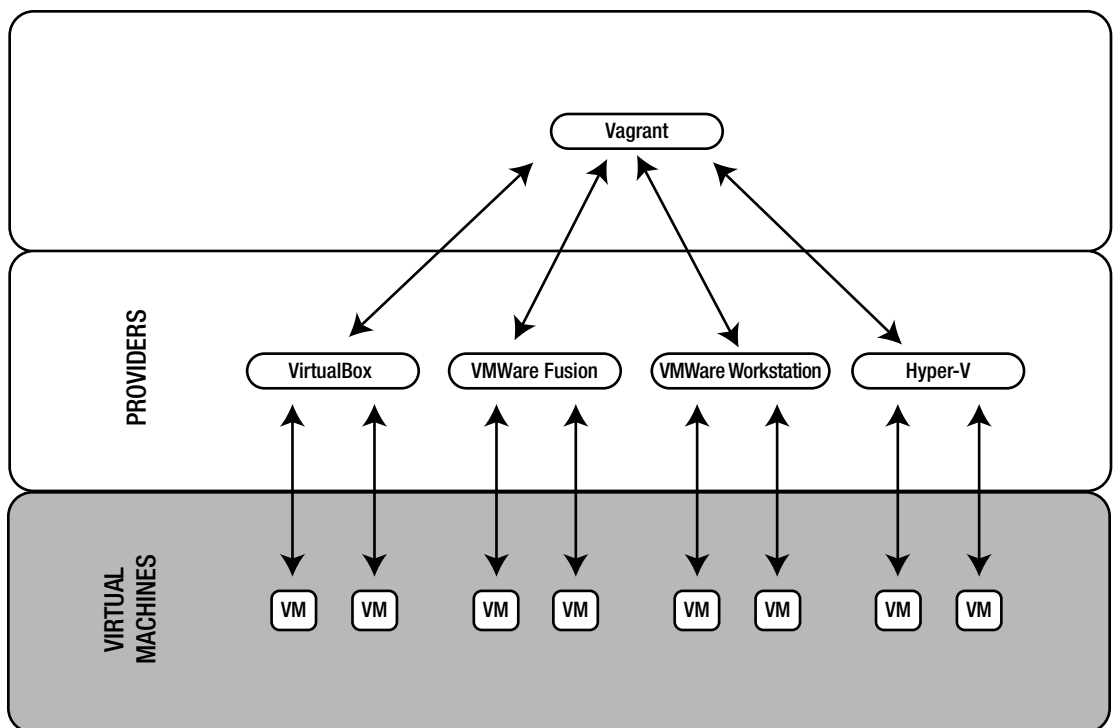 Vagrant
PROVIDERS
VirtualBox
VMWare Fusion
VMWare Workstation
Hyper-V
VIRTUAL
MACHINES
VM
VM
VM
VM
VM
VM
VM
VM